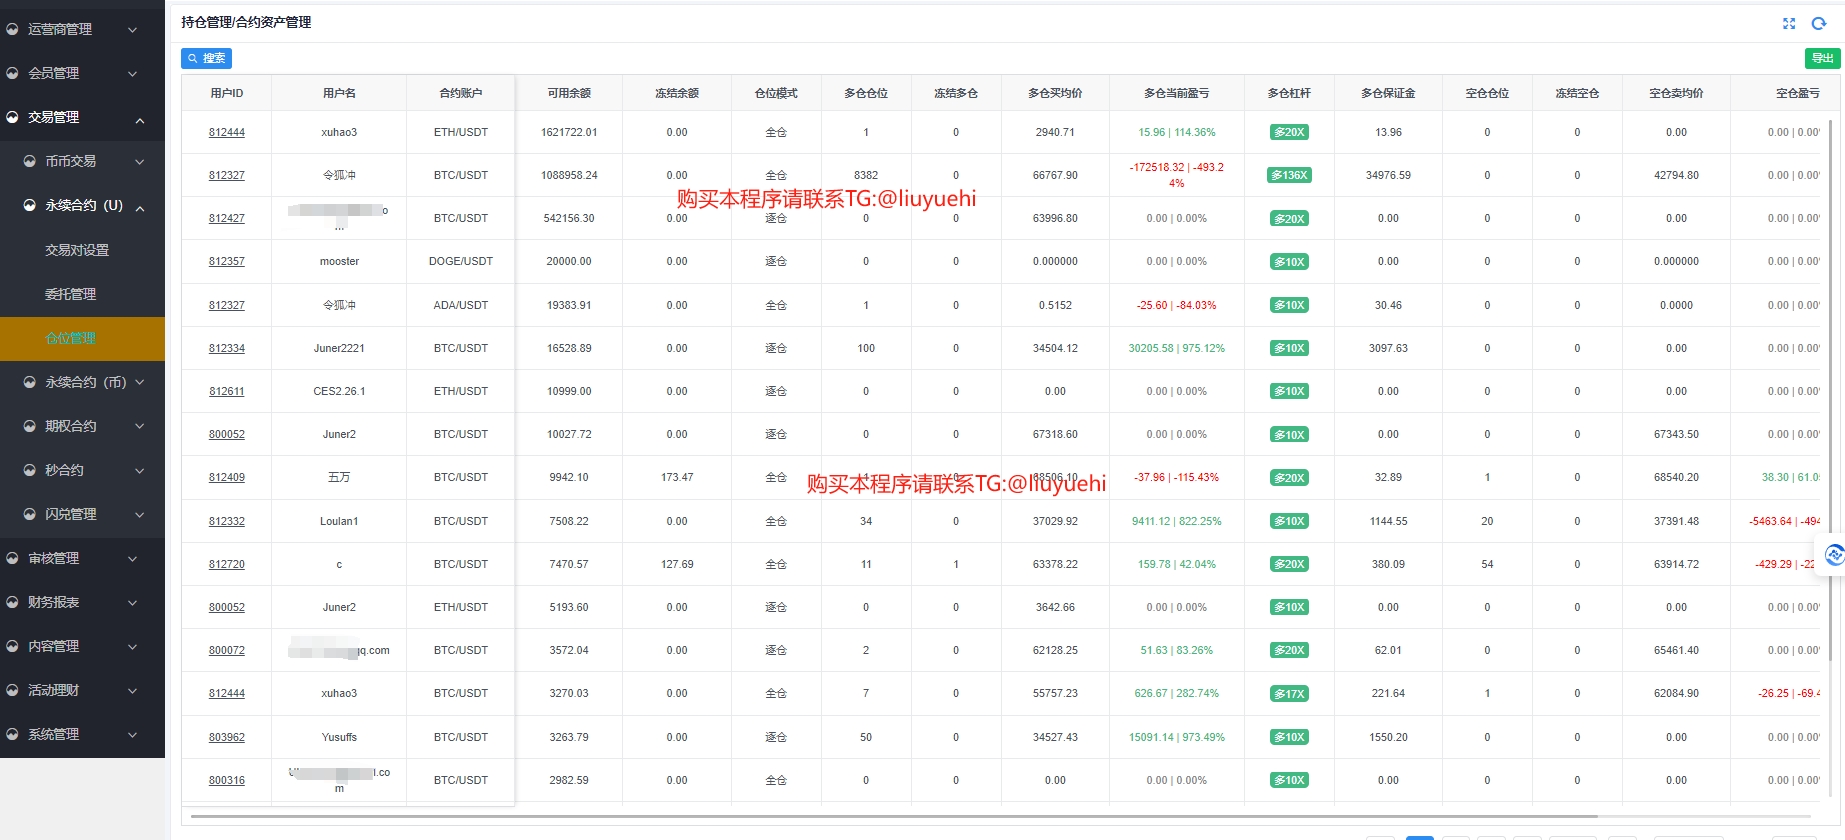 持仓管理/合约资产管理
运营商管理
会员管理
交易管理
币币交易
永续合约（U）
交易对设置
委托管理
仓位管理
永续合约（币）
期权合约
秒合约
闪兑管理
审核管理
财务报表
内容管理
活动理财
系统管理
搜索
导出
用户ID 用户名 合约账户 可用余额 冻结余额 仓位模式 多仓仓位 冻结多仓 多仓买均价 多仓当前盈亏 多仓杠杆 多仓保证金 空仓仓位 冻结空仓 空仓卖均价 空仓盈亏
812444 xuhao3 ETH/USDT 1621722.01 0.00 全仓 1 0 2940.71 15.96 | 114.36% 多20X 13.96 0 0 0.00 0.00 | 0.00
812327 令狐冲 BTC/USDT 1088958.24 0.00 全仓 8382 0 66767.90 -172518.32 | -493.2
4% 多136X 34976.59 0 0 42794.80 0.00 | 0.00
购买本程序请联系TG:@liuyuehi
812427 o
... BTC/USDT 542156.30 0.00 逐仓 0 0 63996.80 0.00 | 0.00% 多20X 0.00 0 0 0.00 0.00 | 0.00
812357 mooster DOGE/USDT 20000.00 0.00 逐仓 0 0 0.000000 0.00 | 0.00% 多10X 0.00 0 0 0.000000 0.00 | 0.00
812327 令狐冲 ADA/USDT 19383.91 0.00 全仓 1 0 0.5152 -25.60 | -84.03% 多10X 30.46 0 0 0.0000 0.00 | 0.00
812334 Juner2221 BTC/USDT 16528.89 0.00 逐仓 100 0 34504.12 30205.58 | 975.12% 多10X 3097.63 0 0 0.00 0.00 | 0.00
812611 CES2.26.1 ETH/USDT 10999.00 0.00 逐仓 0 0 0.00 0.00 | 0.00% 多10X 0.00 0 0 0.00 0.00 | 0.00
800052 Juner2 BTC/USDT 10027.72 0.00 逐仓 0 0 67318.60 0.00 | 0.00% 多10X 0.00 0 0 67343.50 0.00 | 0.00
812409 五万 BTC/USDT 9942.10 173.47 全仓 68506.10 -37.96 | -115.43% 多20X 32.89 1 0 68540.20 38.30 | 61.0
购买本程序请联系TG:@liuyuehi
812332 Loulan1 BTC/USDT 7508.22 0.00 全仓 34 0 37029.92 9411.12 | 822.25% 多10X 1144.55 20 0 37391.48 -5463.64 | -494
812720 c BTC/USDT 7470.57 127.69 全仓 11 1 63378.22 159.78 | 42.04% 多20X 380.09 54 0 63914.72 -429.29 | -22
800052 Juner2 ETH/USDT 5193.60 0.00 逐仓 0 0 3642.66 0.00 | 0.00% 多10X 0.00 0 0 0.00 0.00 | 0.00
800072 qq.com BTC/USDT 3572.04 0.00 逐仓 2 0 62128.25 51.63 | 83.26% 多20X 62.01 0 0 65461.40 0.00 | 0.00
812444 xuhao3 BTC/USDT 3270.03 0.00 全仓 7 0 55757.23 626.67 | 282.74% 多17X 221.64 1 0 62084.90 -26.25 | -69.4
803962 Yusuffs BTC/USDT 3263.79 0.00 逐仓 50 0 34527.43 15091.14 | 973.49% 多10X 1550.20 0 0 0.00 0.00 | 0.00
800316 l.co
m BTC/USDT 2982.59 0.00 全仓 0 0 0.00 0.00 | 0.00% 多10X 0.00 0 0 0.00 0.00 | 0.00